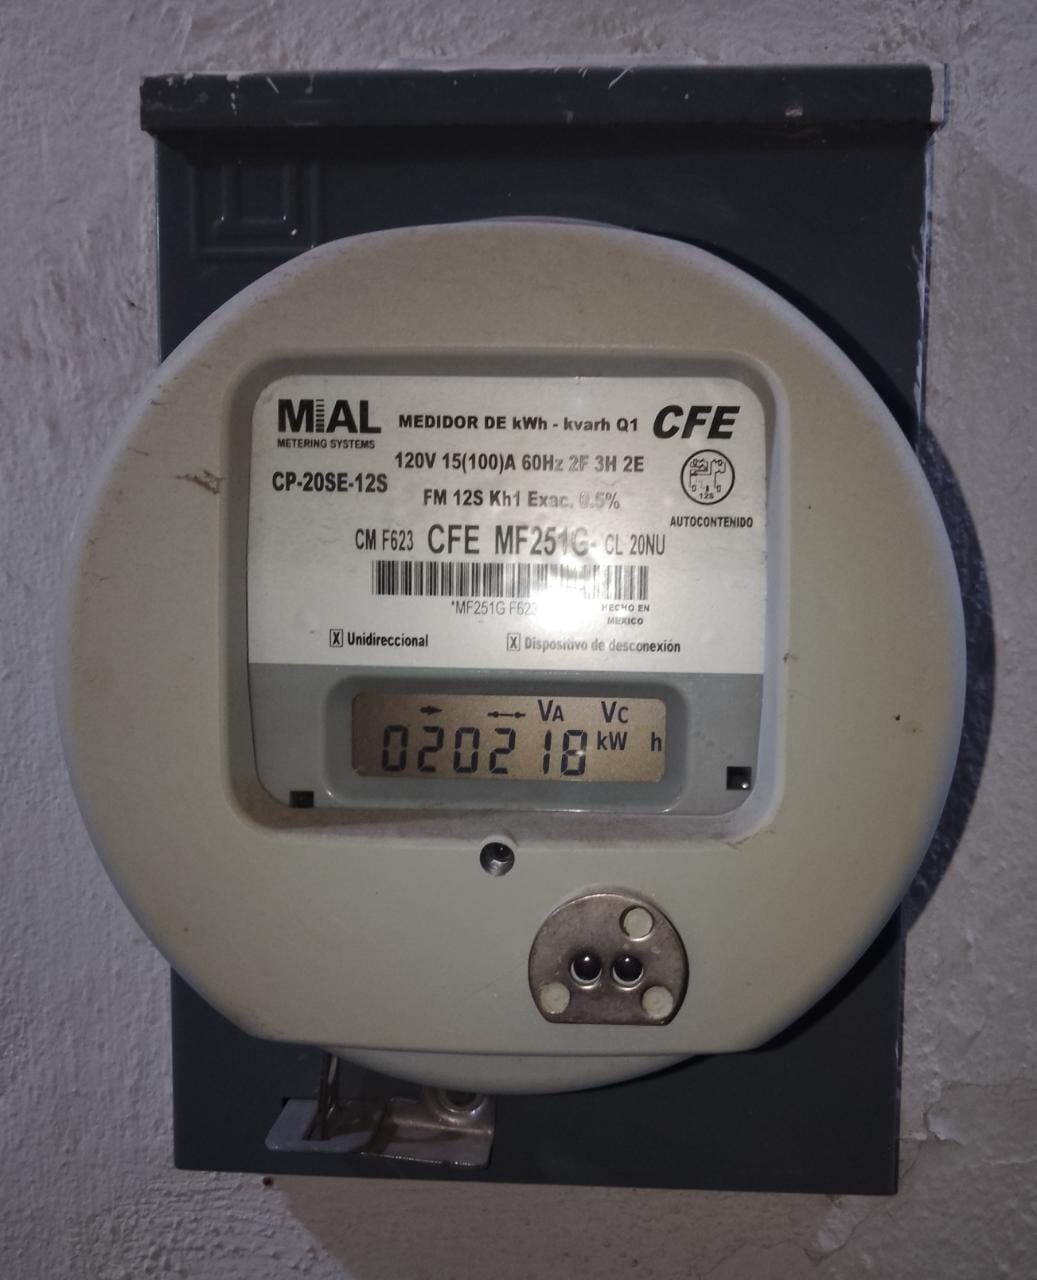 MIAL
METERING SYSTEMS
MEDIDOR DE kWh - kvarh Q1
CFE
120V 15(100)A 60Hz 2F 3H 2E
CP-20SE-12S
FM 12S Kh1 Exac. 0.5%
12S
AUTOCONTENIDO
CM F623 CFE MF251G- CL 20NU
*MF251G F623
HECHO EN
MEXICO
X Unidireccional
X Dispositivo de desconexión
VA VC
020218 kW h